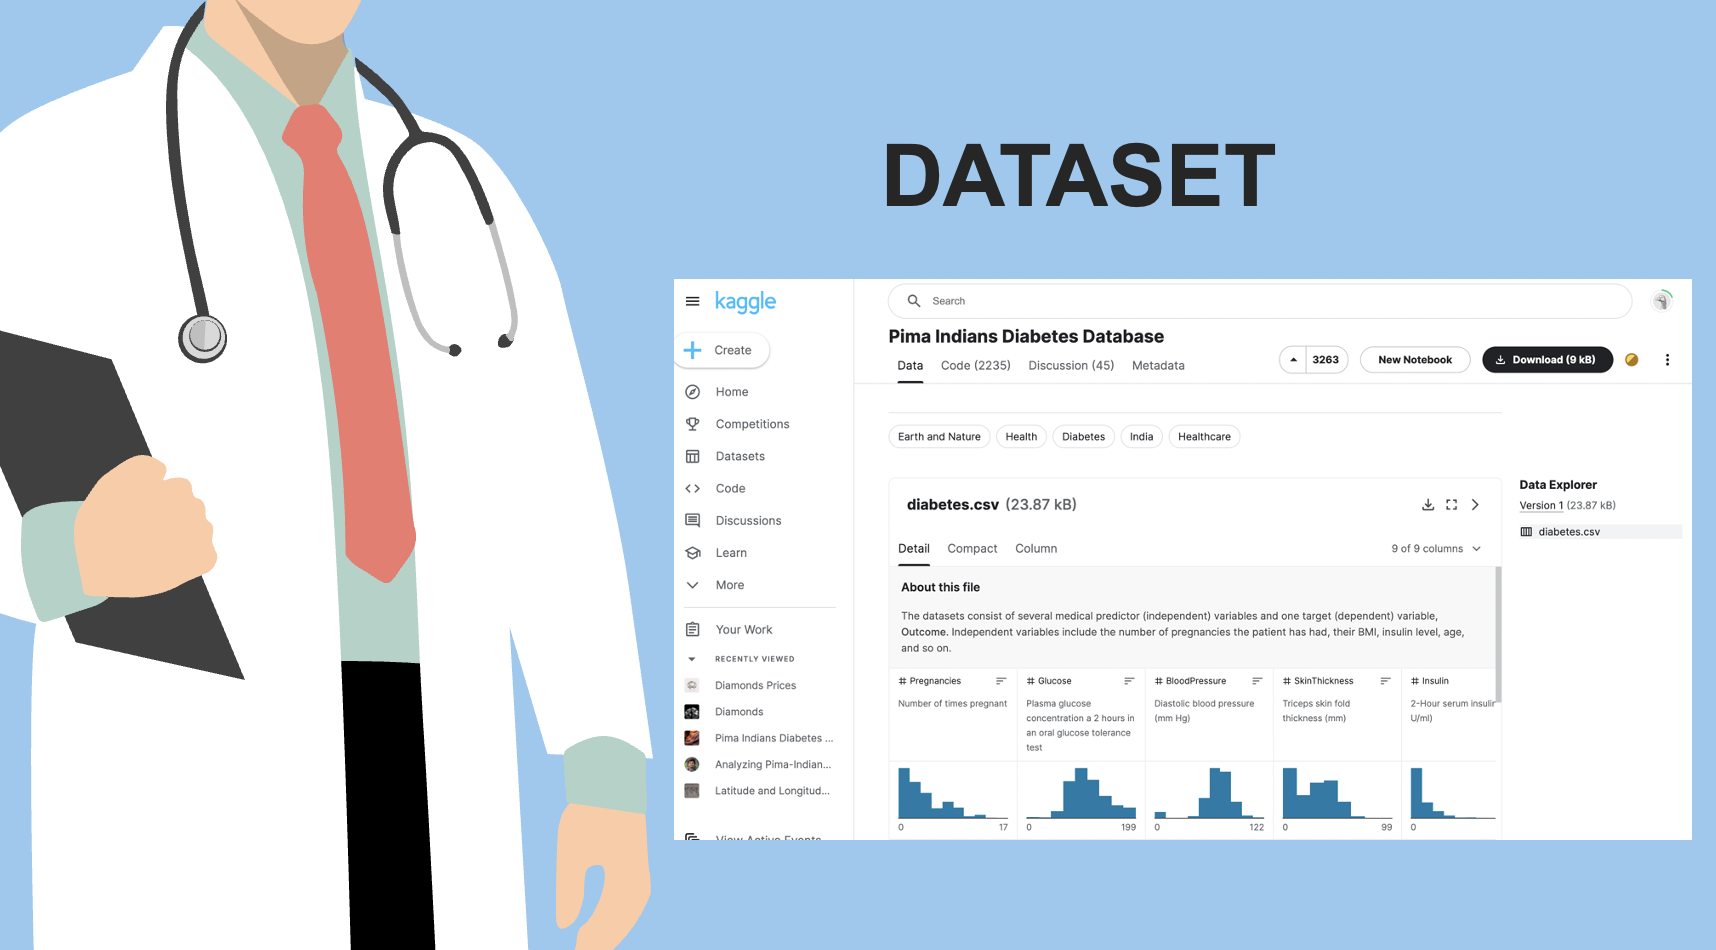 DATASET
kaggle
Search
Create
Home
Competitions
Datasets
Code
Discussions
Learn
More
Your Work
RECENTLY VIEWED
Diamonds Prices
Diamonds
Pima Indians Diabetes ...
Analyzing Pima-Indian...
Latitude and Longitud...
View Active Events
Pima Indians Diabetes Database
Data Code (2235) Discussion (45) Metadata
3263 New Notebook Download (9 kB)
Earth and Nature Health Diabetes India Healthcare
diabetes.csv (23.87 kB)
Detail Compact Column 9 of 9 columns
About this file
The datasets consist of several medical predictor (independent) variables and one target (dependent) variable,
Outcome. Independent variables include the number of pregnancies the patient has had, their BMI, insulin level, age,
and so on.
# Pregnancies
Number of times pregnant
0 17
# Glucose
Plasma glucose
concentration a 2 hours in
an oral glucose tolerance
test
0 199
# BloodPressure
Diastolic blood pressure
(mm Hg)
0 122
# SkinThickness
Triceps skin fold
thickness (mm)
0 99
# Insulin
2-Hour serum insulin
U/ml)
0
Data Explorer
Version 1 (23.87 kB)
diabetes.csv